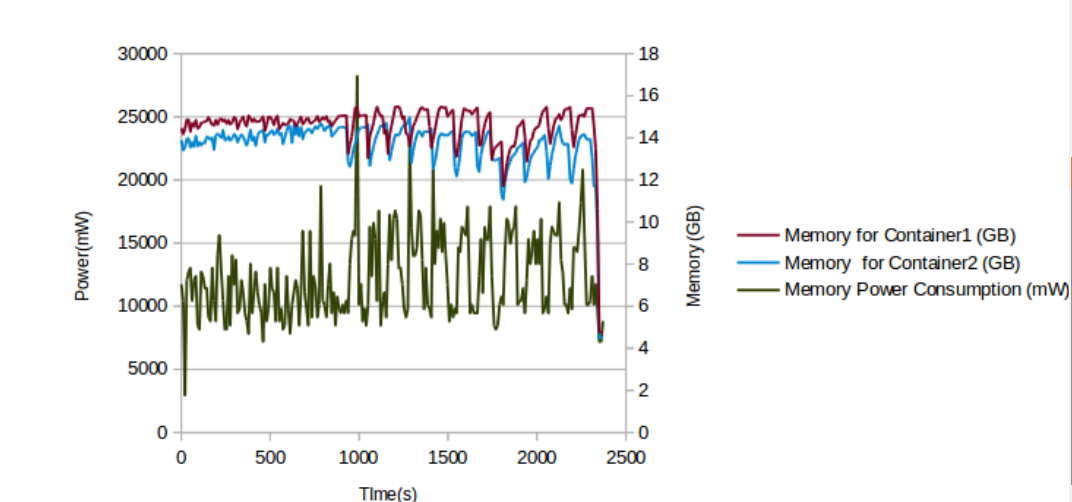 30000
25000
20000
15000
10000
5000
0
Power(mW)
18
16
14
12
10
8
6
4
2
0
Memory (GB)
0 500 1000 1500 2000 2500
TIme(s)
Memory for Container1 (GB)
Memory  for Container2 (GB)
Memory Power Consumption (mW)